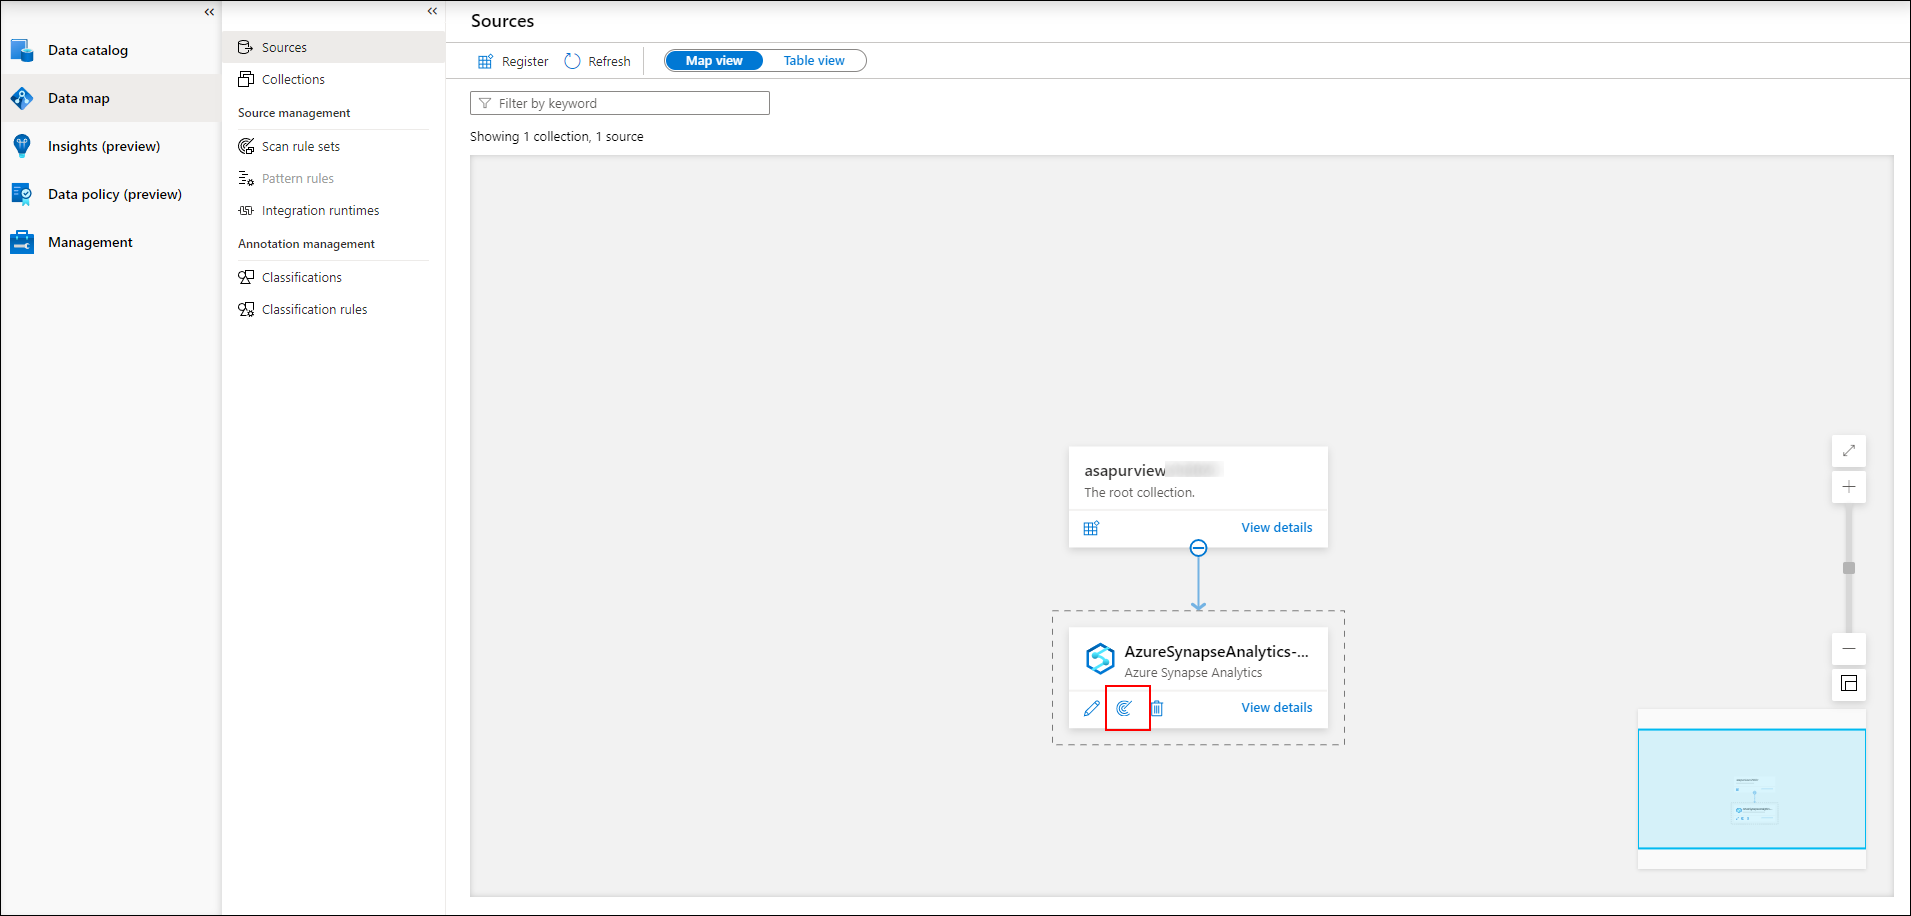 Data catalog
Data map
Insights (preview)
Data policy (preview)
Management
Sources
Collections
Source management
Scan rule sets
Pattern rules
Integration runtimes
Annotation management
Classifications
Classification rules
Sources
Register
Refresh
Map view
Table view
Filter by keyword
Showing 1 collection, 1 source
asapurview
The root collection.
View details
AzureSynapseAnalytics-...
Azure Synapse Analytics
View details